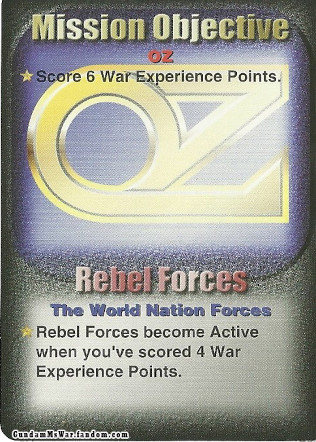 Mission Objective
OZ
Score 6 War Experience Points.
OZ
Rebel Forces
The World Nation Forces
Rebel Forces become Active
when you've scored 4 War
Experience Points.
GundamMsWar.fandom.com